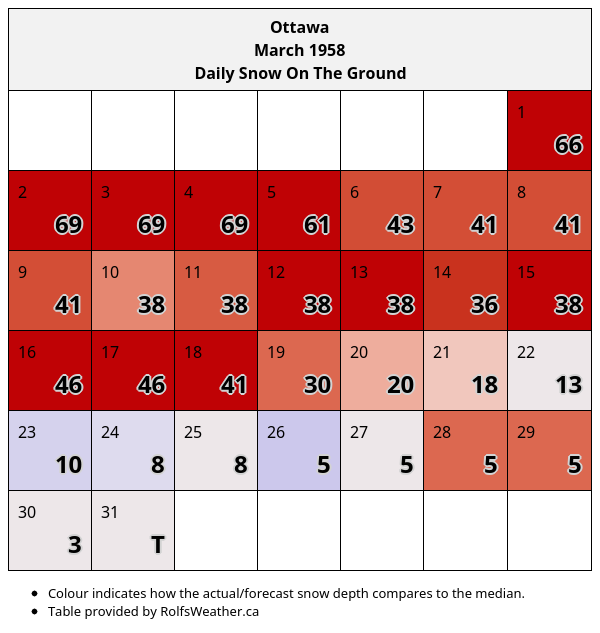 Ottawa
March 1958
Daily Snow On The Ground
1
66
2 3 4 5 6 7 8
69 69 69 61 43 41 41
9 10 11 12 13 14 15
41 38 38 38 38 36 38
16 17 18 19 20 21 22
46 46 41 30 20 18 13
23 24 25 26 27 28 29
10 8 8 5 5 5 5
30 31
3 T
• Colour indicates how the actual/forecast snow depth compares to the median.
• Table provided by RolfsWeather.ca